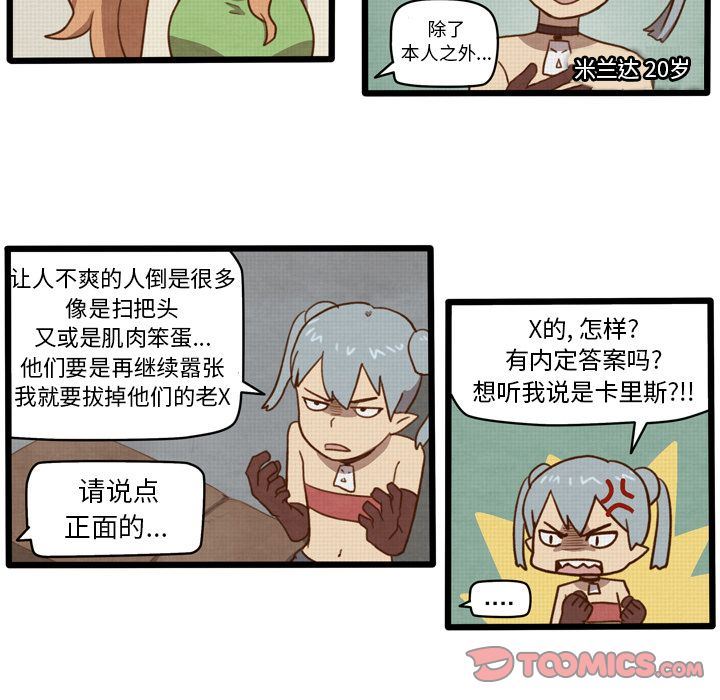 除了
本人之外...
米兰达 20岁
让人不爽的人倒是很多
像是扫把头
又或是肌肉笨蛋...
他们要是再继续嚣张
我就要拔掉他们的老X
请说点
正面的...
X的, 怎样?
有内定答案吗?
想听我说是卡里斯?!!
....
TOOMICS.COM